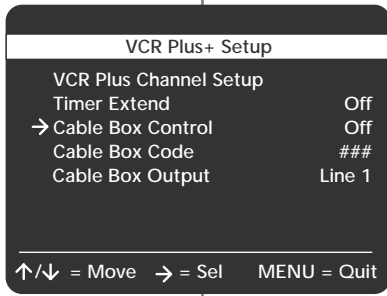 VCR Plus+ Setup
VCR Plus Channel Setup
Timer Extend Off
→ Cable Box Control Off
Cable Box Code ###
Cable Box Output Line 1
↑/↓ = Move → = Sel MENU = Quit